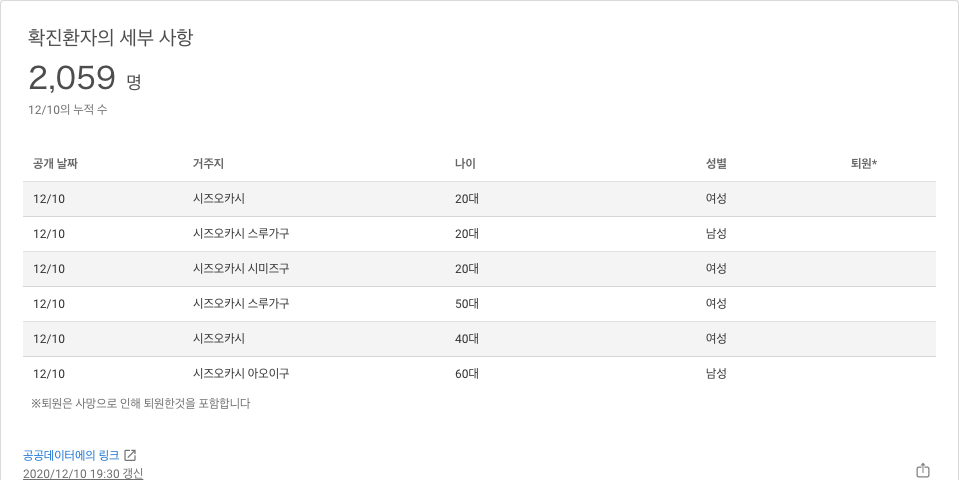 확진환자의 세부 사항
2,059 명
12/10의 누적 수
공개 날짜 거주지 나이 성별 퇴원*
12/10 시즈오카시 20대 여성
12/10 시즈오카시 스루가구 20대 남성
12/10 시즈오카시 시미즈구 20대 여성
12/10 시즈오카시 스루가구 50대 여성
12/10 시즈오카시 40대 여성
12/10 시즈오카시 아오이구 60대 남성
※퇴원은 사망으로 인해 퇴원한것을 포함합니다
공공데이터에의 링크
2020/12/10 19:30 갱신